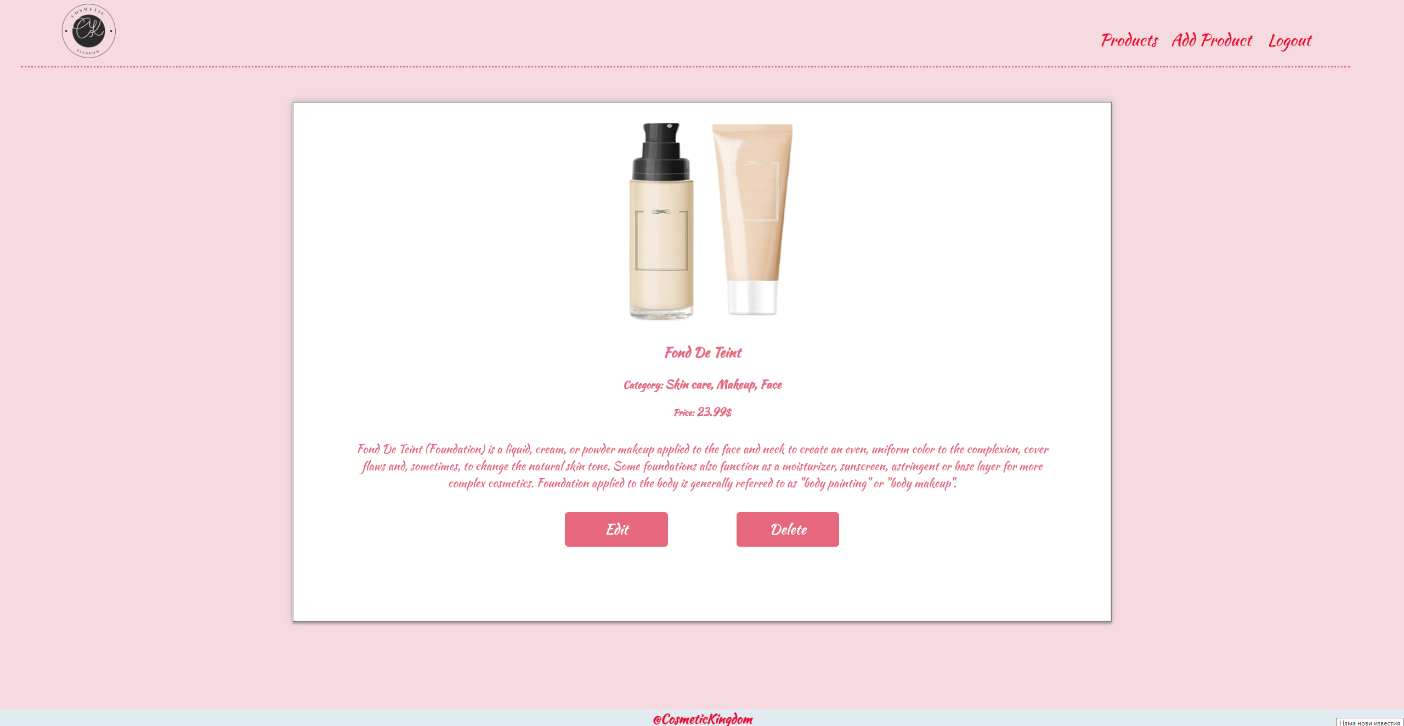 COSMETIC
CK
KINGDOM
Products Add Product Logout
Fond De Teint
Category: Skin care, Makeup, Face
Price: 23.99$
Fond De Teint (Foundation) is a liquid, cream, or powder makeup applied to the face and neck to create an even, uniform color to the complexion, cover
flaws and, sometimes, to change the natural skin tone. Some foundations also function as a moisturizer, sunscreen, astringent or base layer for more
complex cosmetics. Foundation applied to the body is generally referred to as "body painting" or "body makeup".
Edit Delete
@CosmeticKingdom
Няма нови известия